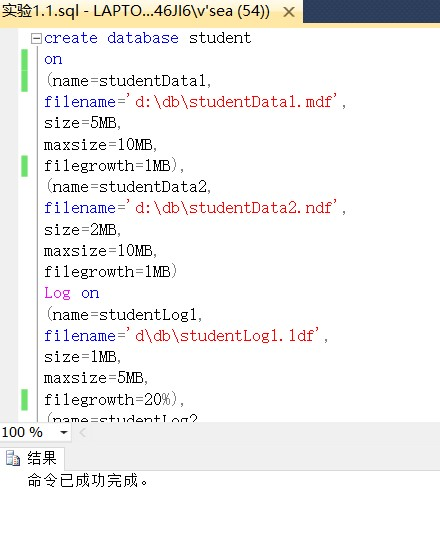 实验1.1.sql - LAPTO...46JI6\v'sea (54))
create database student
on
(name=studentData1,
filename='d:\db\studentData1.mdf',
size=5MB,
maxsize=10MB,
filegrowth=1MB),
(name=studentData2,
filename='d:\db\studentData2.ndf',
size=2MB,
maxsize=10MB,
filegrowth=1MB)
Log on
(name=studentLog1,
filename='d\db\studentLog1.ldf',
size=1MB,
maxsize=5MB,
filegrowth=20%),
(name=studentLog2
100 %
结果
命令已成功完成。